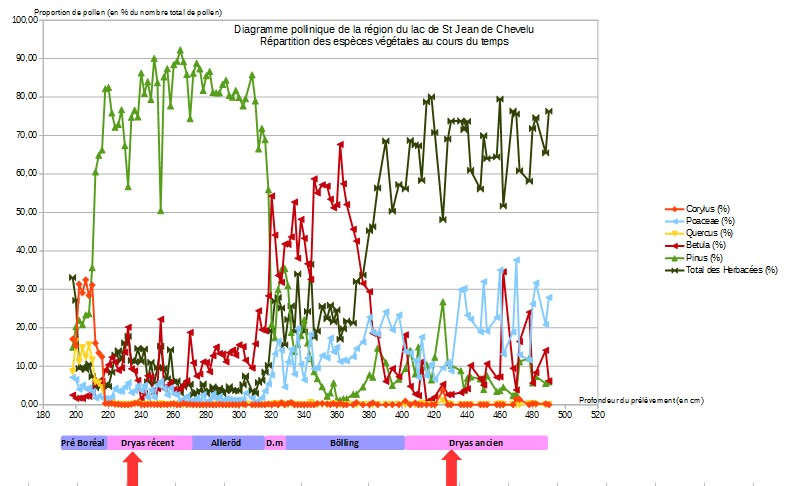 Proportion de pollen (en % du nombre total de pollen)
Diagramme pollinique de la région du lac de St Jean de Chevelu
Répartition des espèces végétales au cours du temps
100,00
90,00
80,00
70,00
60,00
50,00
40,00
30,00
20,00
10,00
0,00
Corylus (%)
Poaceae (%)
Quercus (%)
Betula (%)
Pinus (%)
Total des Herbacées (%)
Profondeur du prélèvement (en cm)
180 200 220 240 260 280 300 320 340 360 380 400 420 440 460 480 500 520
Pré Boréal Dryas récent Alleröd D.m Bölling Dryas ancien